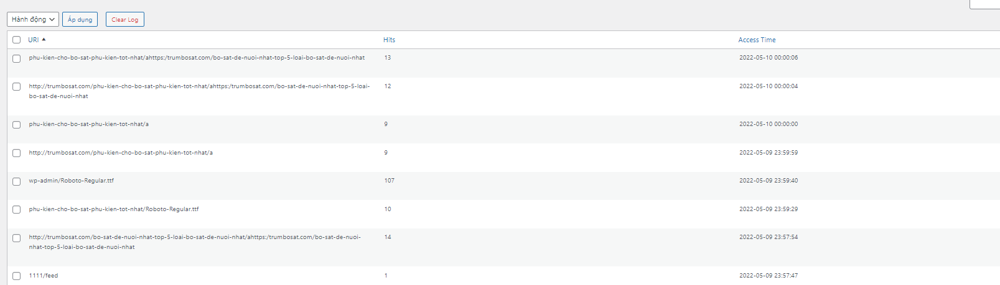 Hành động
Áp dụng
Clear Log
URI
Hits
Access Time
phu-kien-cho-bo-sat-phu-kien-tot-nhat/ahttps:/trumbosat.com/bo-sat-de-nuoi-nhat-top-5-loai-bo-sat-de-nuoi-nhat
13
2022-05-10 00:00:06
http://trumbosat.com/phu-kien-cho-bo-sat-phu-kien-tot-nhat/ahttps:/trumbosat.com/bo-sat-de-nuoi-nhat-top-5-loai-
bo-sat-de-nuoi-nhat
12
2022-05-10 00:00:04
phu-kien-cho-bo-sat-phu-kien-tot-nhat/a
9
2022-05-10 00:00:00
http://trumbosat.com/phu-kien-cho-bo-sat-phu-kien-tot-nhat/a
9
2022-05-09 23:59:59
wp-admin/Roboto-Regular.ttf
107
2022-05-09 23:59:40
phu-kien-cho-bo-sat-phu-kien-tot-nhat/Roboto-Regular.ttf
10
2022-05-09 23:59:29
http://trumbosat.com/bo-sat-de-nuoi-nhat-top-5-loai-bo-sat-de-nuoi-nhat/ahttps:/trumbosat.com/bo-sat-de-nuoi-
nhat-top-5-loai-bo-sat-de-nuoi-nhat
14
2022-05-09 23:57:54
1111/feed
1
2022-05-09 23:57:47